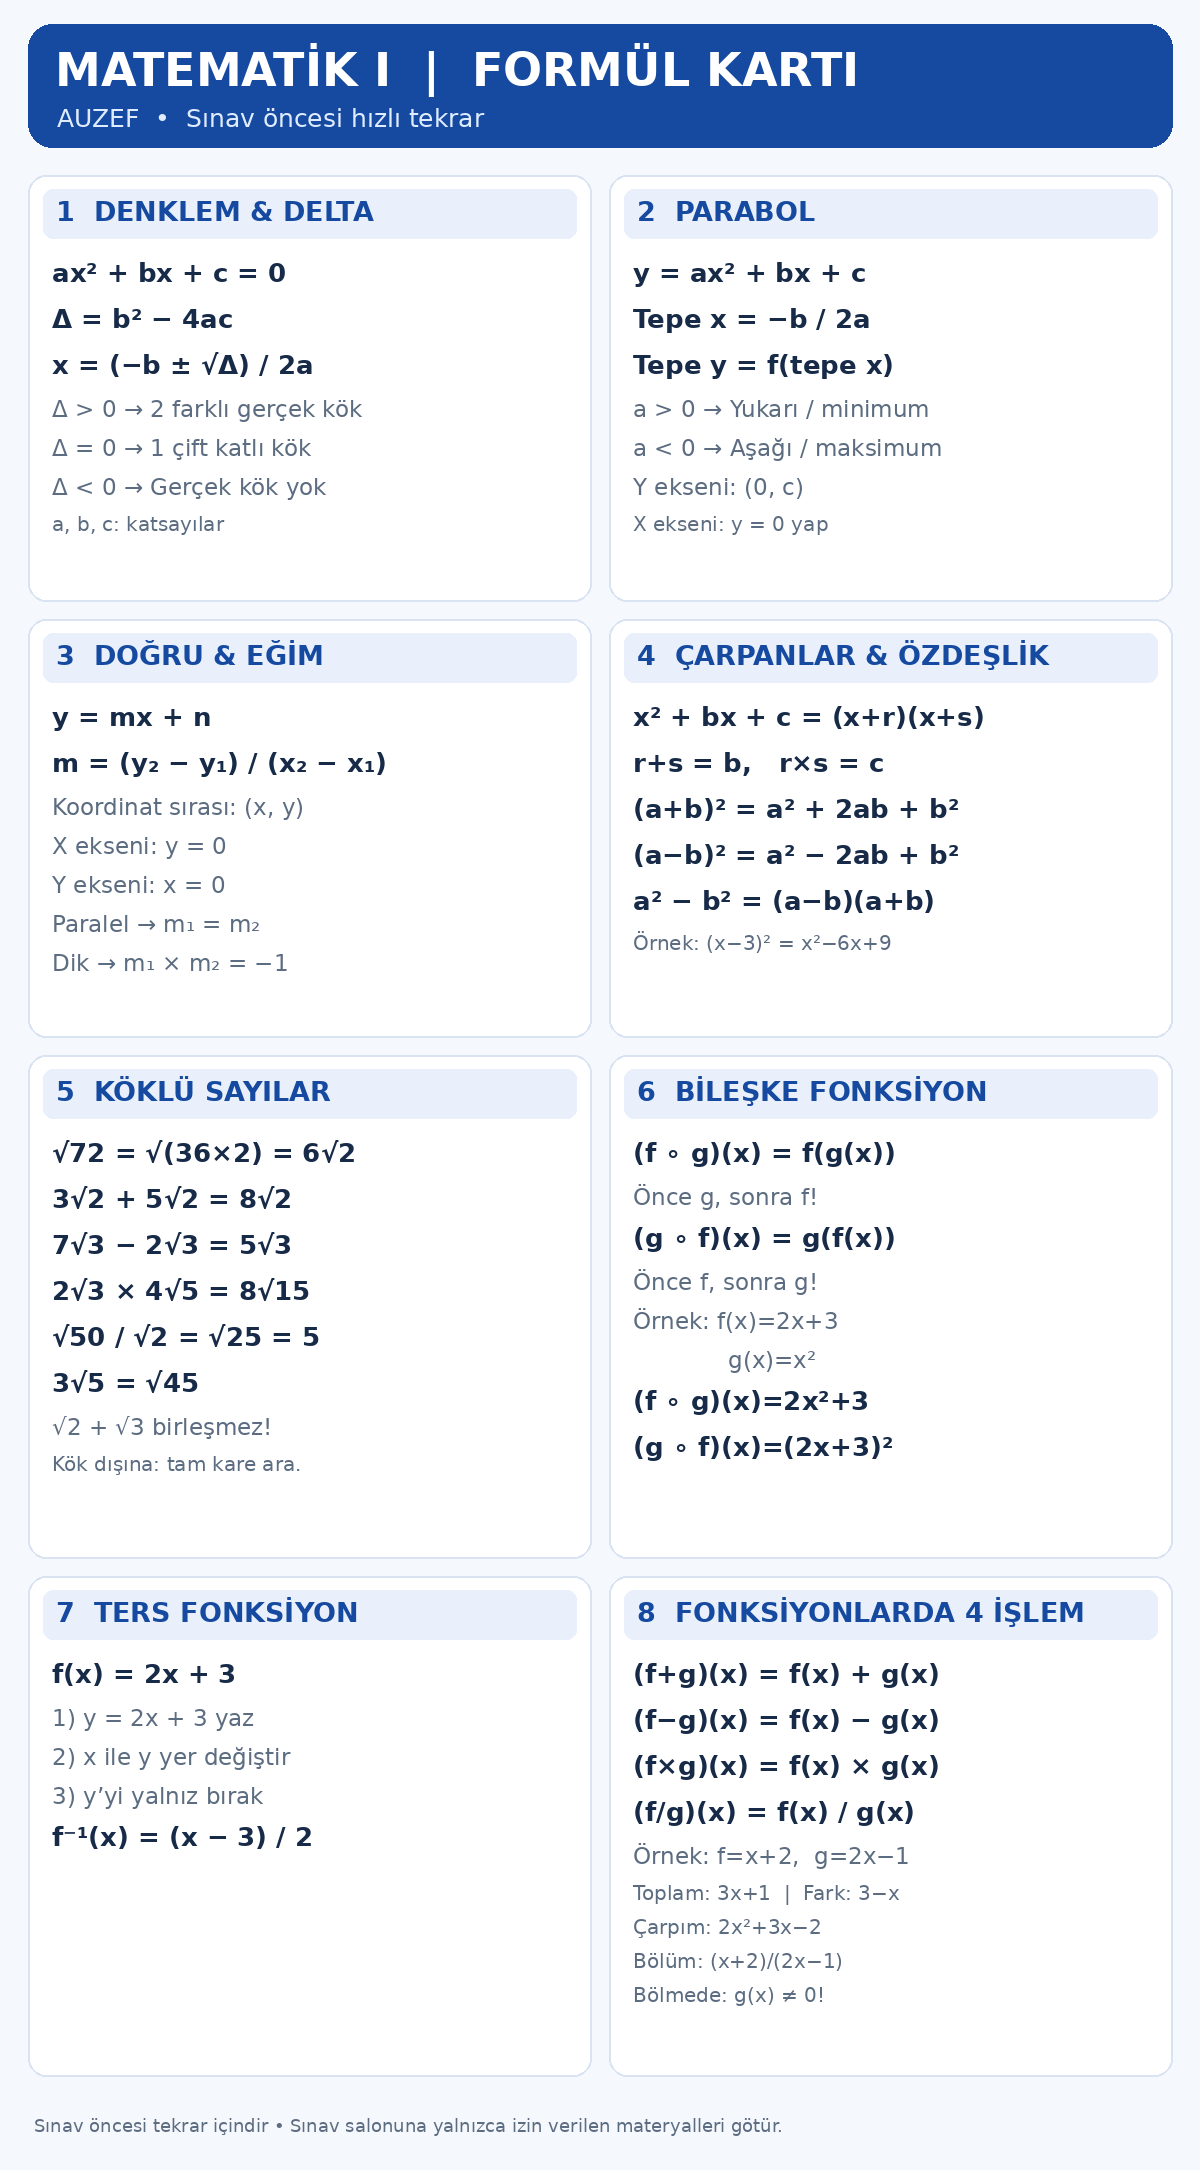 MATEMATİK I  |  FORMÜL KARTI
AUZEF  •  Sınav öncesi hızlı tekrar
1  DENKLEM & DELTA
ax² + bx + c = 0
Δ = b² − 4ac
x = (−b ± √Δ) / 2a
Δ > 0 → 2 farklı gerçek kök
Δ = 0 → 1 çift katlı kök
Δ < 0 → Gerçek kök yok
a, b, c: katsayılar
2  PARABOL
y = ax² + bx + c
Tepe x = −b / 2a
Tepe y = f(tepe x)
a > 0 → Yukarı / minimum
a < 0 → Aşağı / maksimum
Y ekseni: (0, c)
X ekseni: y = 0 yap
3  DOĞRU & EĞİM
y = mx + n
m = (y₂ − y₁) / (x₂ − x₁)
Koordinat sırası: (x, y)
X ekseni: y = 0
Y ekseni: x = 0
Paralel → m₁ = m₂
Dik → m₁ × m₂ = −1
4  ÇARPANLAR & ÖZDEŞLİK
x² + bx + c = (x+r)(x+s)
r+s = b,   r×s = c
(a+b)² = a² + 2ab + b²
(a−b)² = a² − 2ab + b²
a² − b² = (a−b)(a+b)
Örnek: (x−3)² = x²−6x+9
5  KÖKLÜ SAYILAR
√72 = √(36×2) = 6√2
3√2 + 5√2 = 8√2
7√3 − 2√3 = 5√3
2√3 × 4√5 = 8√15
√50 / √2 = √25 = 5
3√5 = √45
√2 + √3 birleşmez!
Kök dışına: tam kare ara.
6  BİLEŞKE FONKSİYON
(f ∘ g)(x) = f(g(x))
Önce g, sonra f!
(g ∘ f)(x) = g(f(x))
Önce f, sonra g!
Örnek: f(x)=2x+3
g(x)=x²
(f ∘ g)(x)=2x²+3
(g ∘ f)(x)=(2x+3)²
7  TERS FONKSİYON
f(x) = 2x + 3
1) y = 2x + 3 yaz
2) x ile y yer değiştir
3) y’yi yalnız bırak
f⁻¹(x) = (x − 3) / 2
8  FONKSİYONLARDA 4 İŞLEM
(f+g)(x) = f(x) + g(x)
(f−g)(x) = f(x) − g(x)
(f×g)(x) = f(x) × g(x)
(f/g)(x) = f(x) / g(x)
Örnek: f=x+2,  g=2x−1
Toplam: 3x+1  |  Fark: 3−x
Çarpım: 2x²+3x−2
Bölüm: (x+2)/(2x−1)
Bölmede: g(x) ≠ 0!
Sınav öncesi tekrar içindir • Sınav salonuna yalnızca izin verilen materyalleri götür.